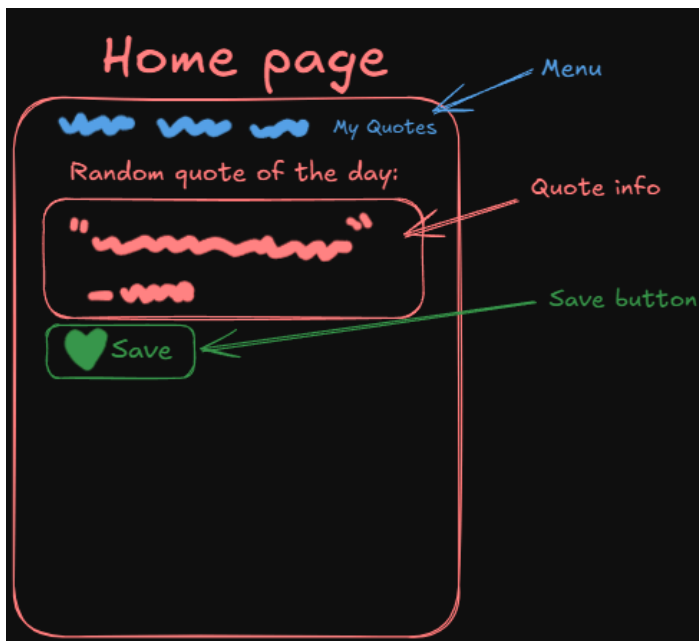 Home page
Menu
My Quotes
Random quote of the day:
Quote info
""
—
Save button
Save